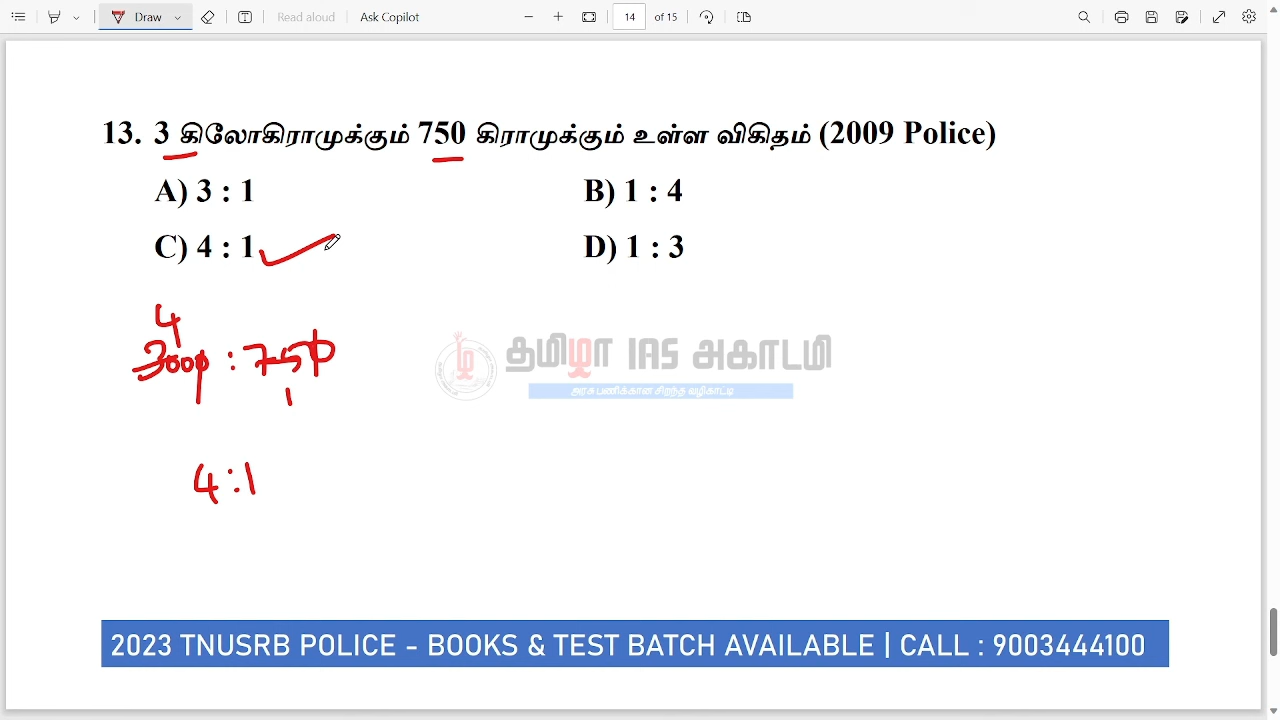 Draw
Read aloud
Ask Copilot
14 of 15
13. 3 கிலோகிராமுக்கும் 750 கிராமுக்கும் உள்ள விகிதம் (2009 Police)
A) 3 : 1
B) 1 : 4
C) 4 : 1
D) 1 : 3
4
3000 : 750
1
4 : 1
தமிழா IAS அகாடமி
அரசு பணிக்கான சிறந்த வழிகாட்டி
2023 TNUSRB POLICE - BOOKS & TEST BATCH AVAILABLE | CALL : 9003444100